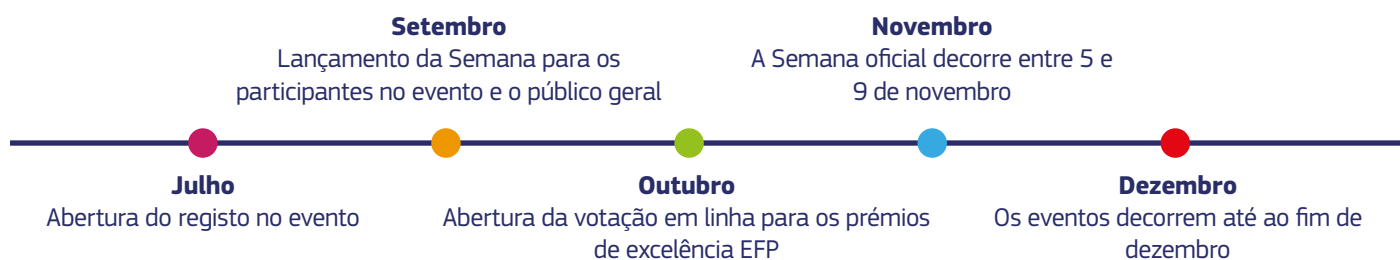 Setembro
Lançamento da Semana para os
participantes no evento e o público geral
Novembro
A Semana oficial decorre entre 5 e
9 de novembro
Julho
Abertura do registo no evento
Outubro
Abertura da votação em linha para os prémios
de excelência EFP
Dezembro
Os eventos decorrem até ao fim de
dezembro